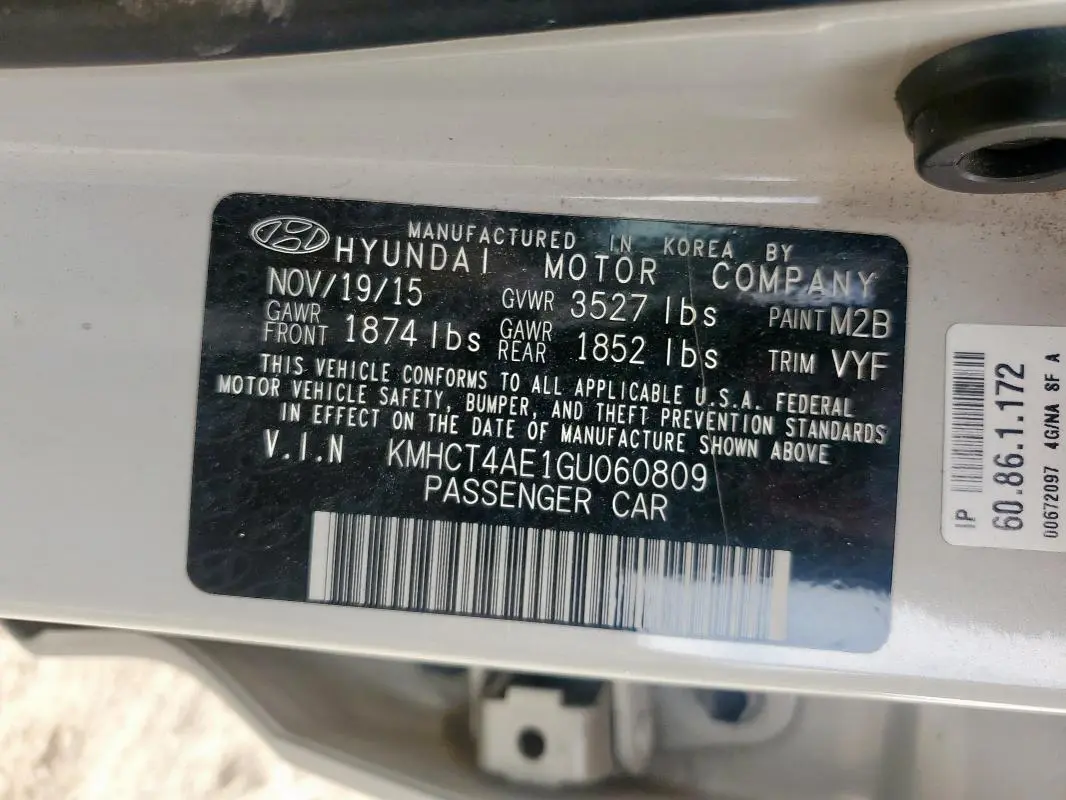 MANUFACTURED IN KOREA BY
HYUNDAI MOTOR COMPANY
NOV/19/15 GVWR 3527 lbs PAINT M2B
GAWR FRONT 1874 lbs GAWR REAR 1852 lbs TRIM VYF
THIS VEHICLE CONFORMS TO ALL APPLICABLE U.S.A. FEDERAL
MOTOR VEHICLE SAFETY, BUMPER, AND THEFT PREVENTION STANDARDS
IN EFFECT ON THE DATE OF MANUFACTURE SHOWN ABOVE
V.I.N KMHCT4AE1GU060809
PASSENGER CAR
IP
60.86.1.172
00672097 4G/NA 8F A